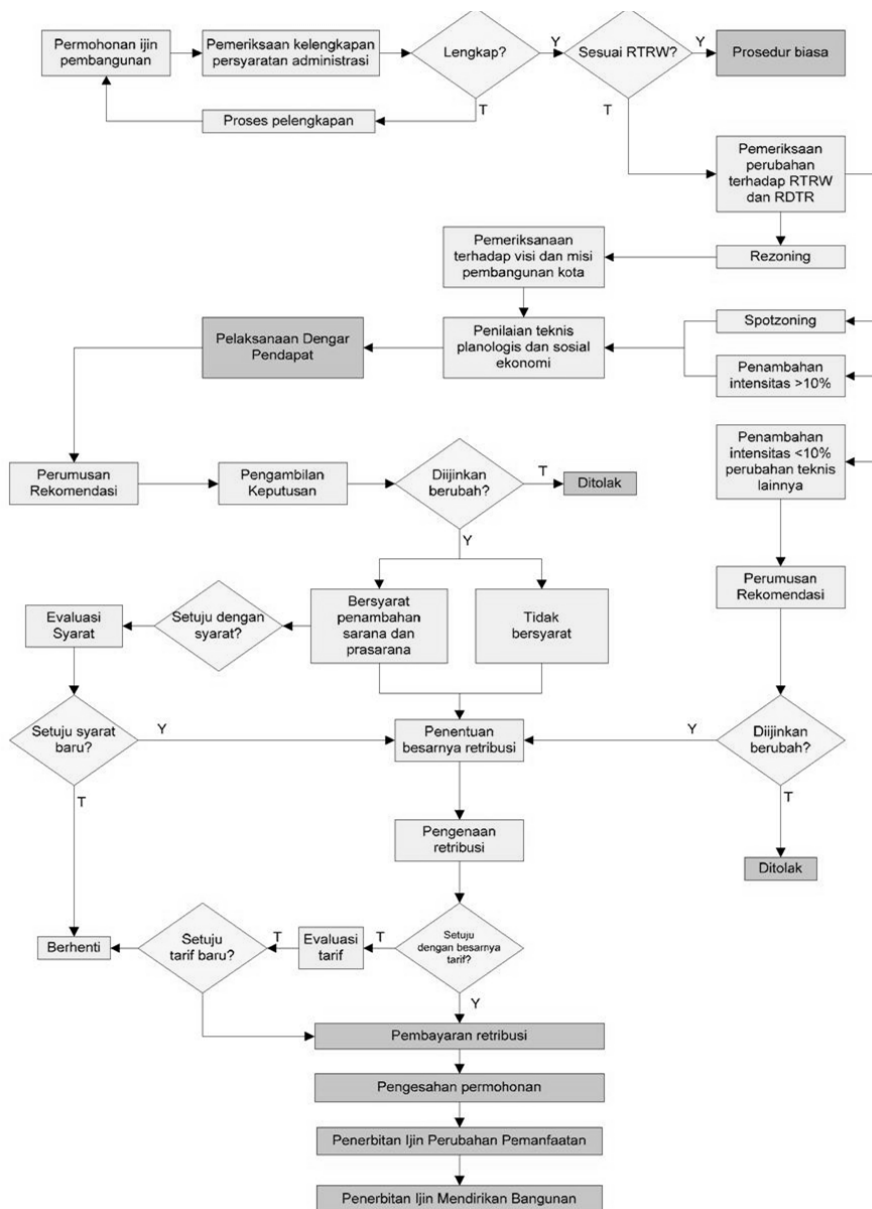 Permohonan ijin
pembangunan
Pemeriksaan kelengkapan
persyaratan administrasi
Lengkap?
Y
Sesuai RTRW?
Y
Prosedur biasa
T
Proses pelengkapan
T
Pemeriksaan
perubahan
terhadap RTRW
dan RDTR
Pemeriksanaan
terhadap visi dan misi
pembangunan kota
Rezoning
Pelaksanaan Dengar
Pendapat
Penilaian teknis
planologis dan sosial
ekonomi
Spotzoning
Penambahan
intensitas >10%
Penambahan
intensitas <10%
perubahan teknis
lainnya
Perumusan
Rekomendasi
Pengambilan
Keputusan
Diijinkan
berubah?
T
Ditolak
Y
Perumusan
Rekomendasi
Evaluasi
Syarat
Setuju dengan
syarat?
Bersyarat
penambahan
sarana dan
prasarana
Tidak
bersyarat
Setuju syarat
baru?
Y
Penentuan
besarnya retribusi
Y
Diijinkan
berubah?
T
T
Pengenaan
retribusi
Ditolak
Berhenti
Setuju
tarif baru?
T
Evaluasi
tarif
T
Setuju
dengan besarnya
tarif?
Y
Pembayaran retribusi
Pengesahan permohonan
Penerbitan Ijin Perubahan Pemanfaatan
Penerbitan Ijin Mendirikan Bangunan